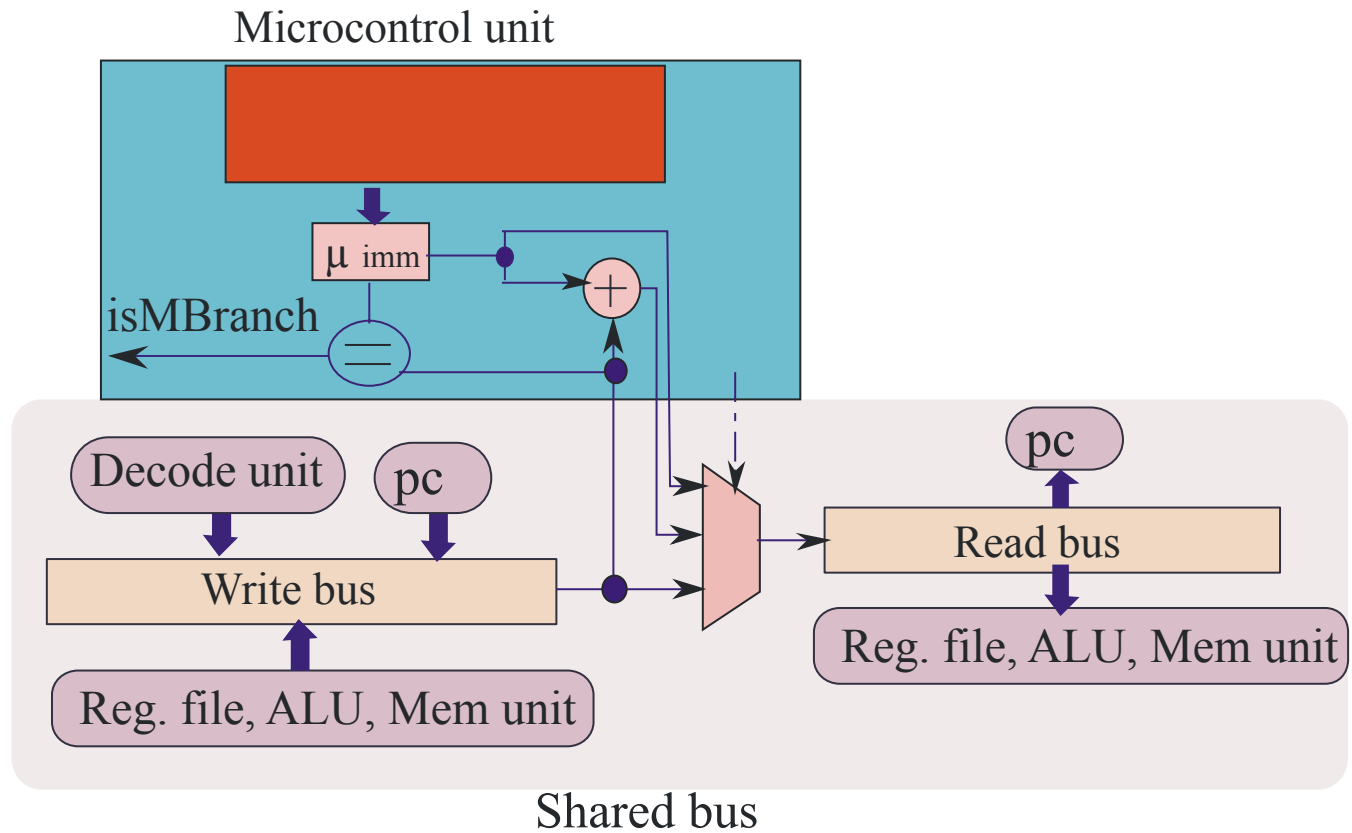 Microcontrol unit
μ imm
+
isMBranch
=
Decode unit
pc
pc
Write bus
Read bus
Reg. file, ALU, Mem unit
Reg. file, ALU, Mem unit
Shared bus